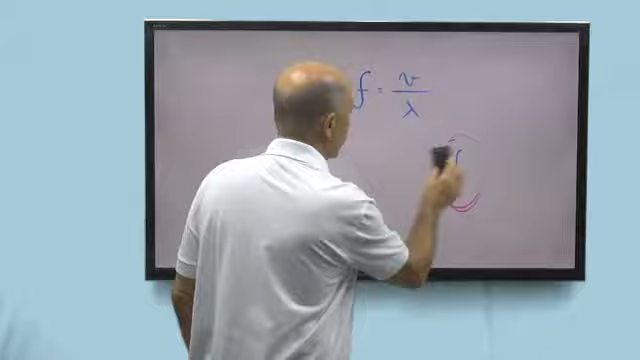 f = v/λ